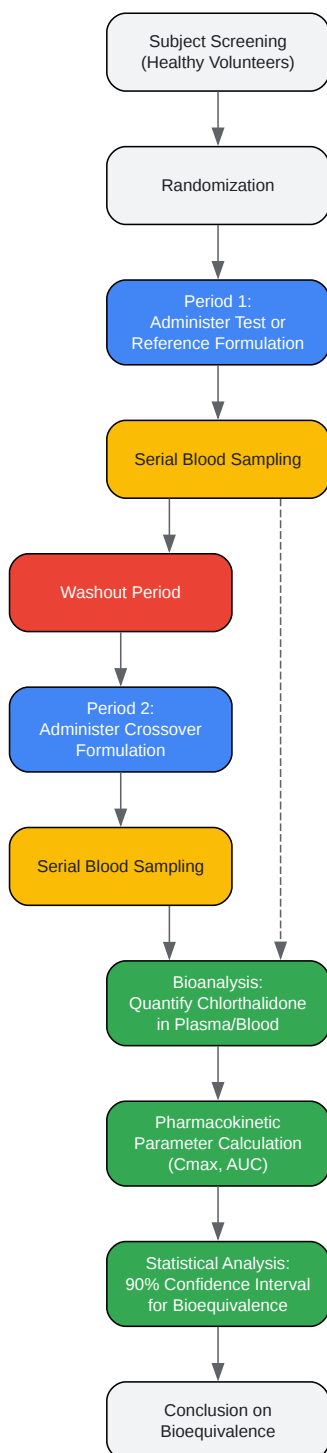 Subject Screening
(Healthy Volunteers)
Randomization
Period 1:
Administer Test or
Reference Formulation
Serial Blood Sampling
Washout Period
Period 2:
Administer Crossover
Formulation
Serial Blood Sampling
Bioanalysis:
Quantify Chlorthalidone
in Plasma/Blood
Pharmacokinetic
Parameter Calculation
(Cmax, AUC)
Statistical Analysis:
90% Confidence Interval
for Bioequivalence
Conclusion on
Bioequivalence